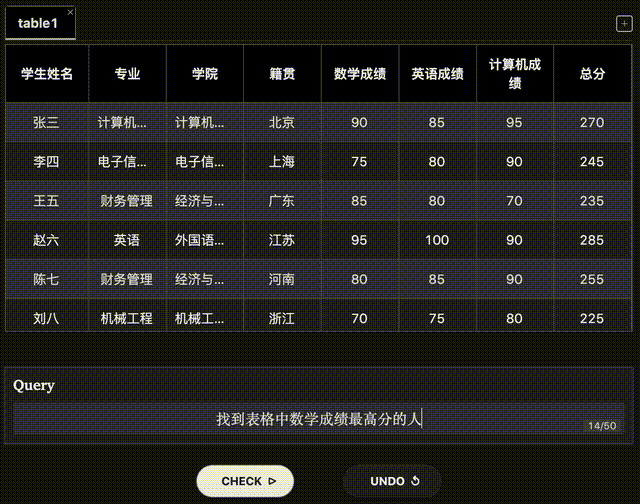 table1
学生姓名 专业 学院 籍贯 数学成绩 英语成绩 计算机成绩 总分
张三 计算机... 计算机... 北京 90 85 95 270
李四 电子信... 电子信... 上海 75 80 90 245
王五 财务管理 经济与... 广东 85 80 70 235
赵六 英语 外国语... 江苏 95 100 90 285
陈七 财务管理 经济与... 河南 80 85 90 255
刘八 机械工程 机械工... 浙江 70 75 80 225
Query
找到表格中数学成绩最高分的人
14/50
CHECK UNDO